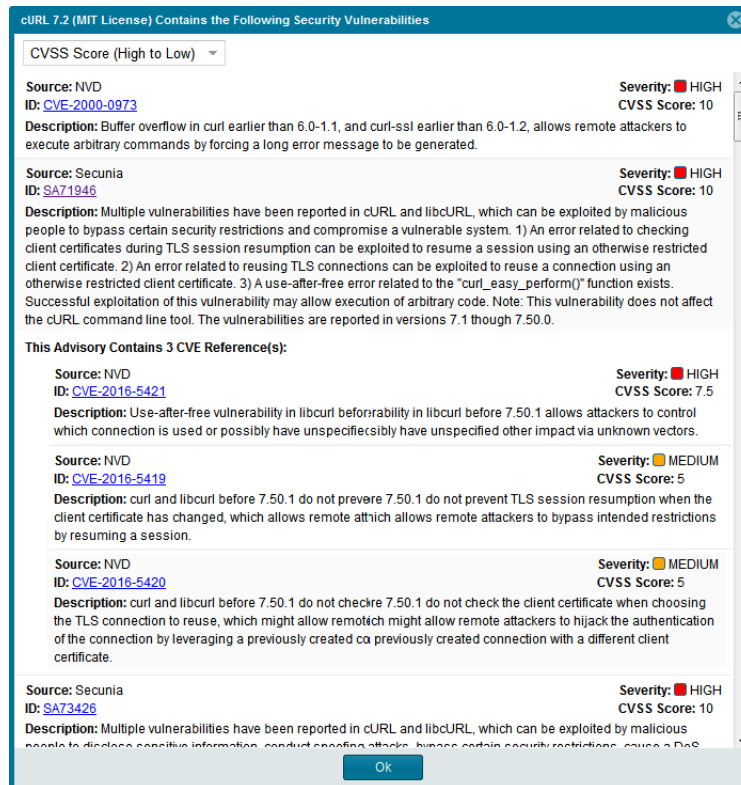 cURL 7.2 (MIT License) Contains the Following Security Vulnerabilities
CVSS Score (High to Low)
Source: NVD Severity: HIGH
ID: CVE-2000-0973 CVSS Score: 10
Description: Buffer overflow in curl earlier than 6.0-1.1, and curl-ssl earlier than 6.0-1.2, allows remote attackers to
execute arbitrary commands by forcing a long error message to be generated.
Source: Secunia Severity: HIGH
ID: SA71946 CVSS Score: 10
Description: Multiple vulnerabilities have been reported in cURL and libcURL, which can be exploited by malicious
people to bypass certain security restrictions and compromise a vulnerable system. 1) An error related to checking
client certificates during TLS session resumption can be exploited to resume a session using an otherwise restricted
client certificate. 2) An error related to reusing TLS connections can be exploited to reuse a connection using an
otherwise restricted client certificate. 3) A use-after-free error related to the "curl_easy_perform()" function exists.
Successful exploitation of this vulnerability may allow execution of arbitrary code. Note: This vulnerability does not affect
the cURL command line tool. The vulnerabilities are reported in versions 7.1 though 7.50.0.
This Advisory Contains 3 CVE Reference(s):
Source: NVD Severity: HIGH
ID: CVE-2016-5421 CVSS Score: 7.5
Description: Use-after-free vulnerability in libcurl beforrability in libcurl before 7.50.1 allows attackers to control
which connection is used or possibly have unspecifiecsibly have unspecified other impact via unknown vectors.
Source: NVD Severity: MEDIUM
ID: CVE-2016-5419 CVSS Score: 5
Description: curl and libcurl before 7.50.1 do not prevere 7.50.1 do not prevent TLS session resumption when the
client certificate has changed, which allows remote attnich allows remote attackers to bypass intended restrictions
by resuming a session.
Source: NVD Severity: MEDIUM
ID: CVE-2016-5420 CVSS Score: 5
Description: curl and libcurl before 7.50.1 do not checkre 7.50.1 do not check the client certificate when choosing
the TLS connection to reuse, which might allow remotich might allow remote attackers to hijack the authentication
of the connection by leveraging a previously created co previously created connection with a different client
certificate.
Source: Secunia Severity: HIGH
ID: SA73426 CVSS Score: 10
Description: Multiple vulnerabilities have been reported in cURL and libcURL, which can be exploited by malicious
people to disclose sensitive information, conduct spoofing attacks, bypass certain security restrictions, cause a DoS
Ok